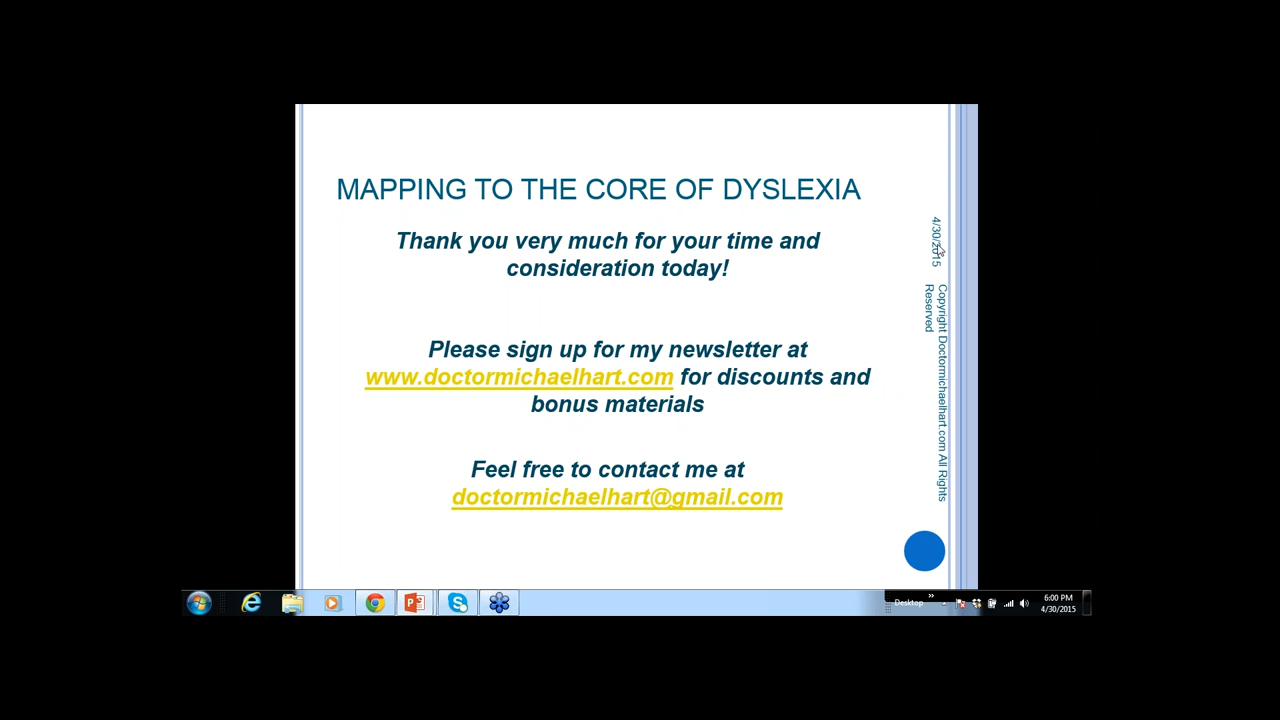 MAPPING TO THE CORE OF DYSLEXIA
Thank you very much for your time and
consideration today!
Please sign up for my newsletter at
www.doctormichaelhart.com for discounts and
bonus materials
Feel free to contact me at
doctormichaelhart@gmail.com
4/30/2015
Copyright Doctormichaelhart.com All Rights
Reserved
Desktop
6:00 PM
4/30/2015